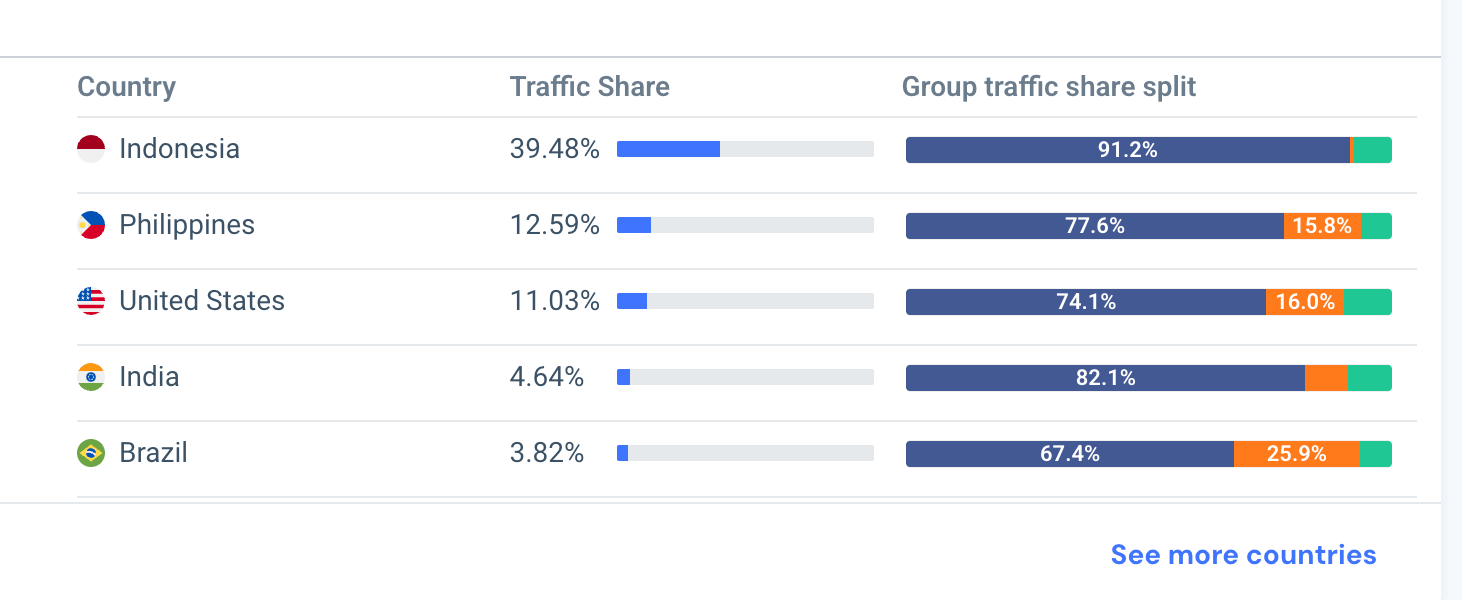 Country Traffic Share Group traffic share split
Indonesia 39.48% 91.2%
Philippines 12.59% 77.6% 15.8%
United States 11.03% 74.1% 16.0%
India 4.64% 82.1%
Brazil 3.82% 67.4% 25.9%
See more countries